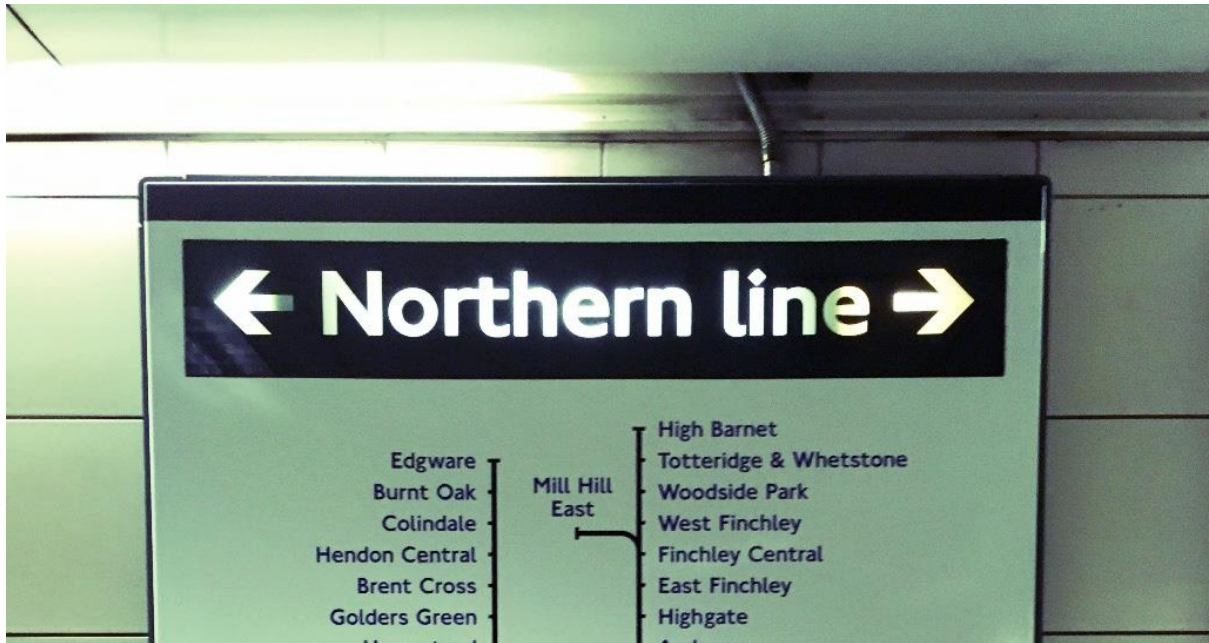 ← Northern line →
Edgware
Burnt Oak
Colindale
Hendon Central
Brent Cross
Golders Green
Mill Hill
East
High Barnet
Totteridge & Whetstone
Woodside Park
West Finchley
Finchley Central
East Finchley
Highgate